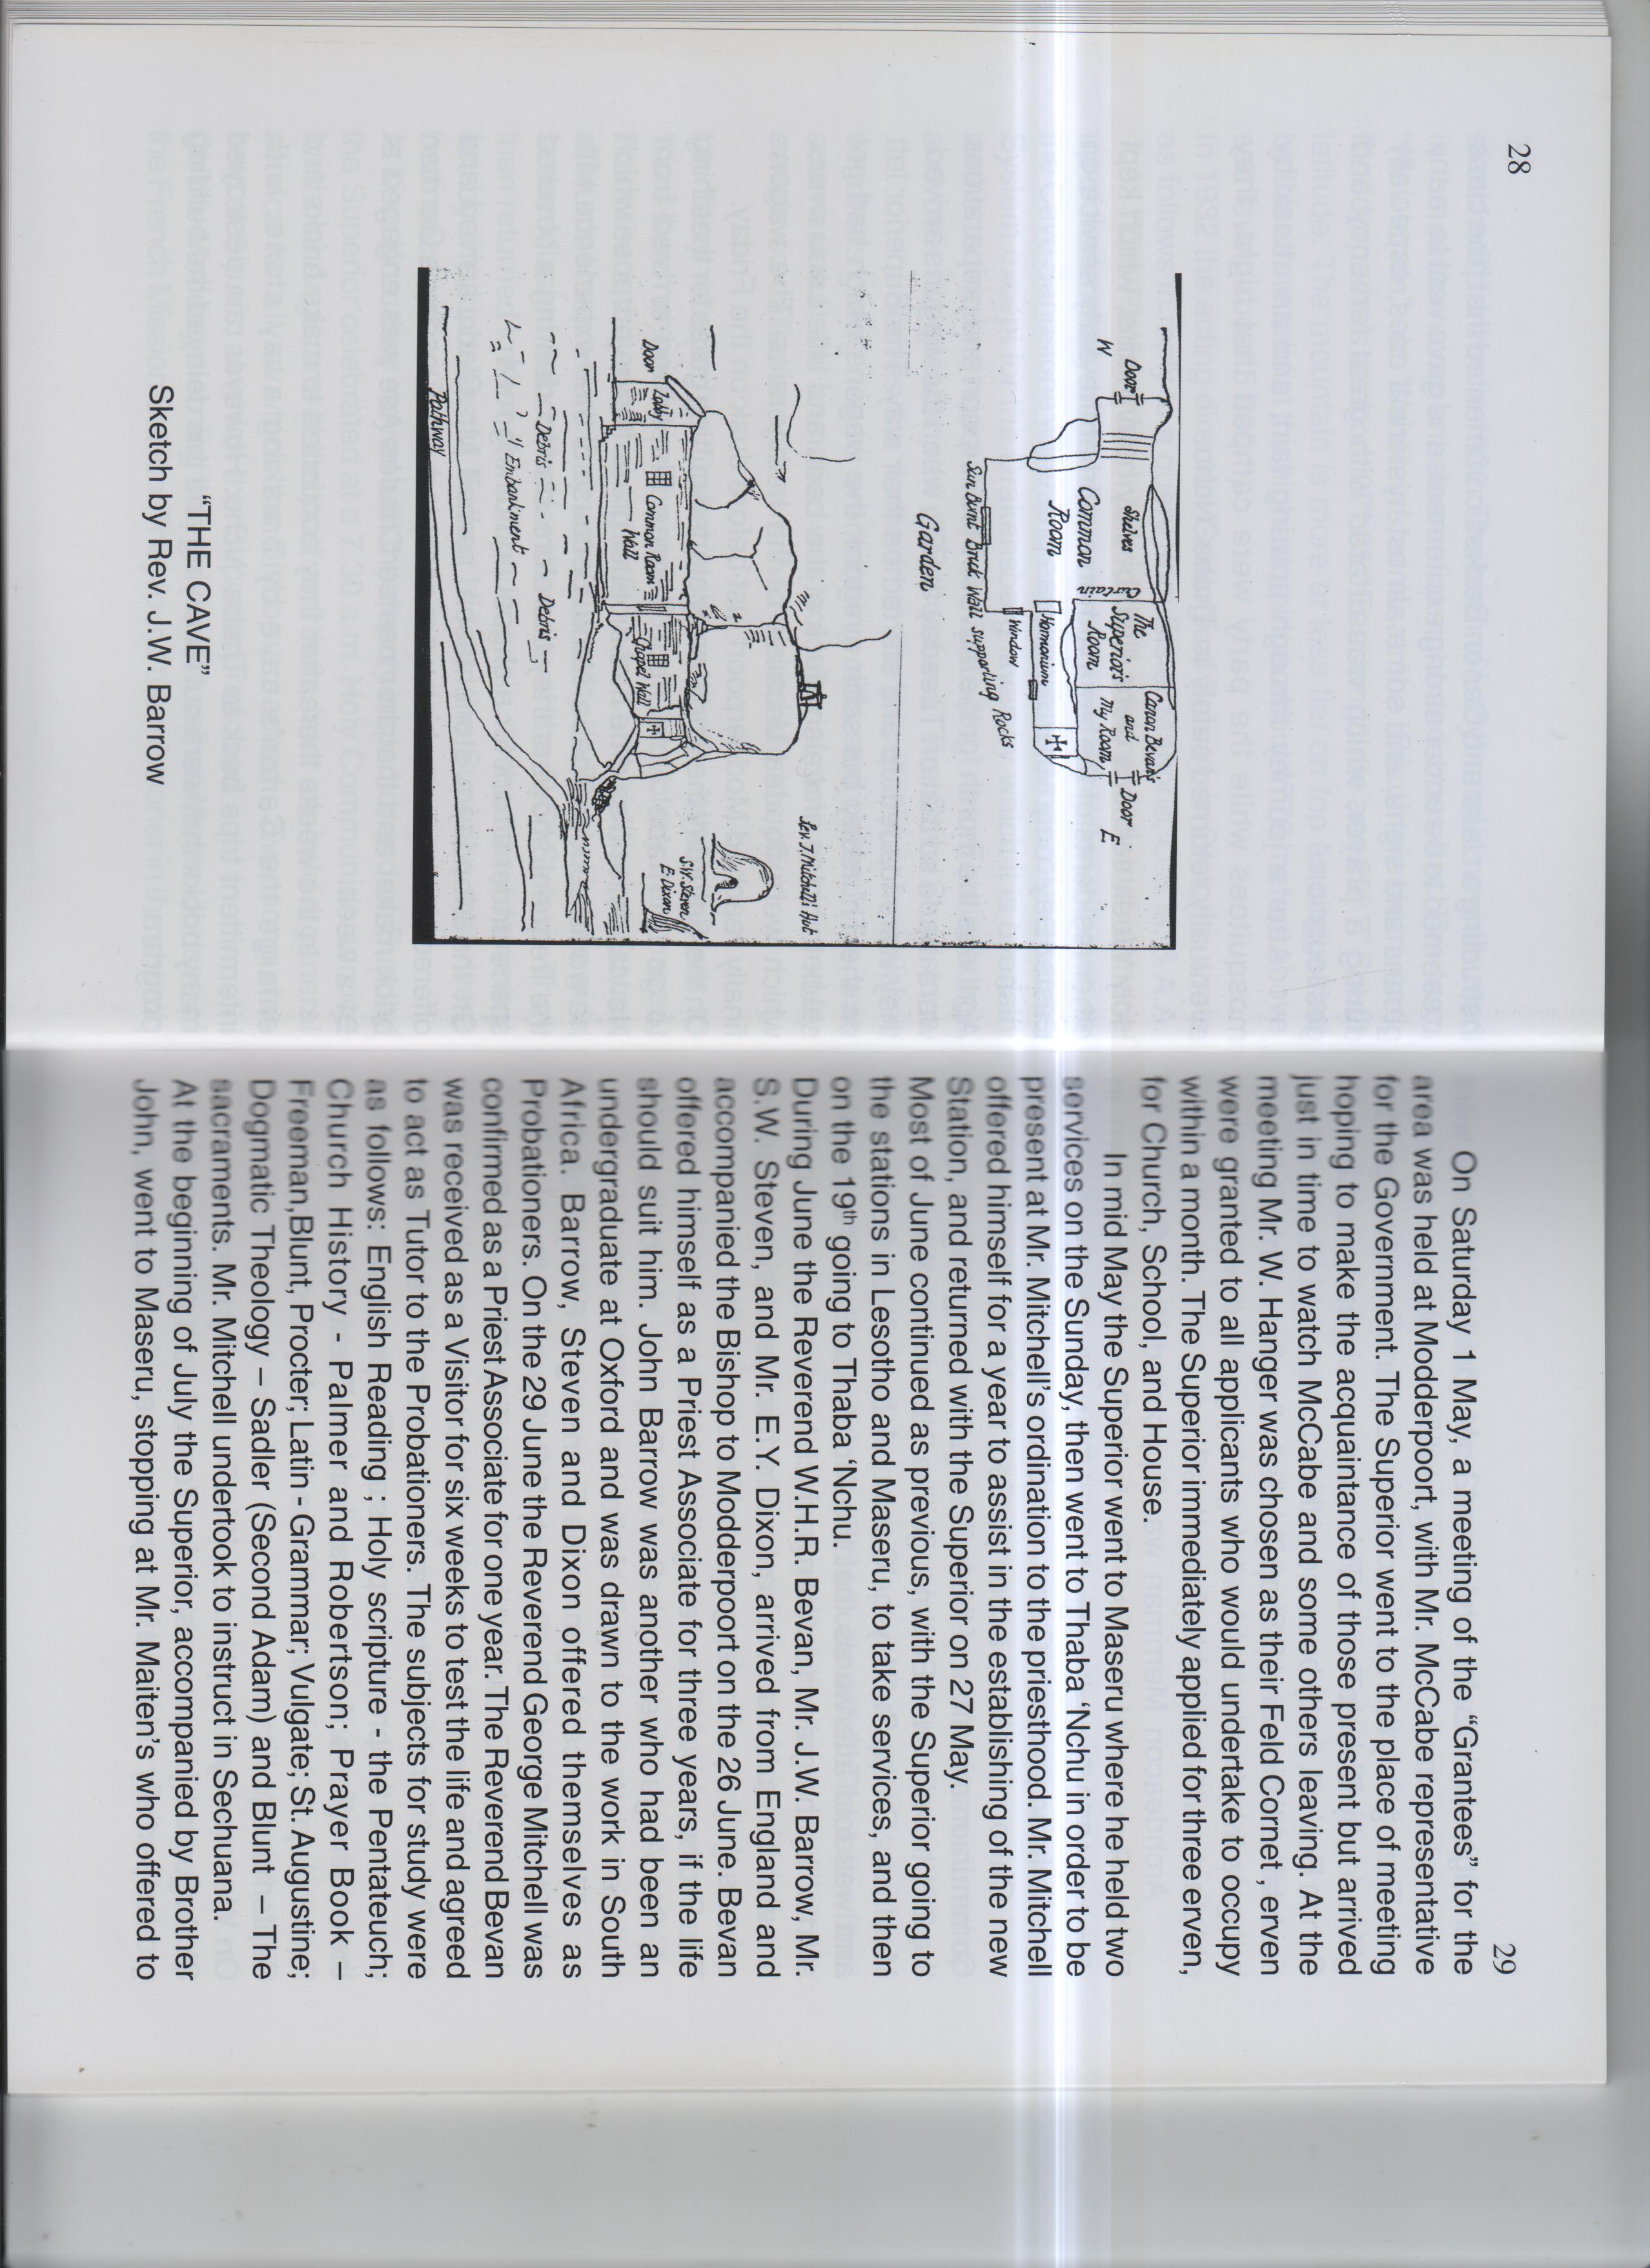 28
Door
W
Shelves
Common
Room
Curtain
The
Superior's
Room
Canon Bevan's
and
My Room
Door E
Harmonium
Window
Sun Burnt Brick Wall supporting Rocks
Garden
Rev. J. Mitchell's Hut
S.W. Steven
E Dixon
Door
Lobby
Common Room
Wall
Chapel Wall
Debris
Debris
Embankment
Pathway
“THE CAVE”
Sketch by Rev. J.W. Barrow
29
On Saturday 1 May, a meeting of the “Grantees” for the
area was held at Modderpoort, with Mr. McCabe representative
for the Government. The Superior went to the place of meeting
hoping to make the acquaintance of those present but arrived
just in time to watch McCabe and some others leaving. At the
meeting Mr. W. Hanger was chosen as their Feld Cornet , erven
were granted to all applicants who would undertake to occupy
within a month. The Superior immediately applied for three erven,
for Church, School, and House.
In mid May the Superior went to Maseru where he held two
services on the Sunday, then went to Thaba ‘Nchu in order to be
present at Mr. Mitchell’s ordination to the priesthood. Mr. Mitchell
offered himself for a year to assist in the establishing of the new
Station, and returned with the Superior on 27 May.
Most of June continued as previous, with the Superior going to
the stations in Lesotho and Maseru, to take services, and then
on the 19th going to Thaba ‘Nchu.
During June the Reverend W.H.R. Bevan, Mr. J.W. Barrow, Mr.
S.W. Steven, and Mr. E.Y. Dixon, arrived from England and
accompanied the Bishop to Modderport on the 26 June. Bevan
offered himself as a Priest Associate for three years, if the life
should suit him. John Barrow was another who had been an
undergraduate at Oxford and was drawn to the work in South
Africa. Barrow, Steven and Dixon offered themselves as
Probationers. On the 29 June the Reverend George Mitchell was
confirmed as a Priest Associate for one year. The Reverend Bevan
was received as a Visitor for six weeks to test the life and agreed
to act as Tutor to the Probationers. The subjects for study were
as follows: English Reading ; Holy scripture - the Pentateuch;
Church History - Palmer and Robertson; Prayer Book –
Freeman,Blunt, Procter; Latin - Grammar; Vulgate; St. Augustine;
Dogmatic Theology – Sadler (Second Adam) and Blunt – The
sacraments. Mr. Mitchell undertook to instruct in Sechuana.
At the beginning of July the Superior, accompanied by Brother
John, went to Maseru, stopping at Mr. Maiten’s who offered to